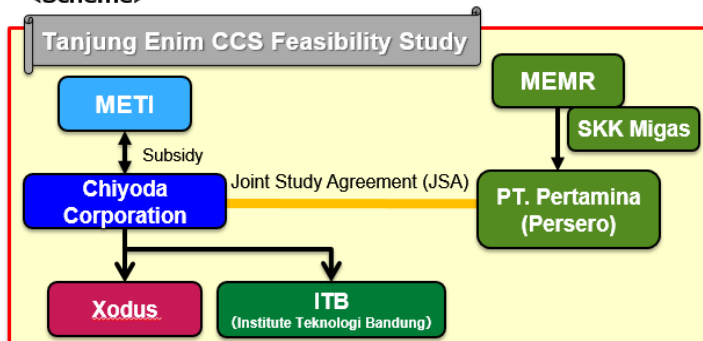 <Scheme>
Tanjung Enim CCS Feasibility Study
METI
MEMR
SKK Migas
Subsidy
Chiyoda
Corporation
Joint Study Agreement (JSA)
PT. Pertamina
(Persero)
Xodus
ITB
(Institute Teknologi Bandung)